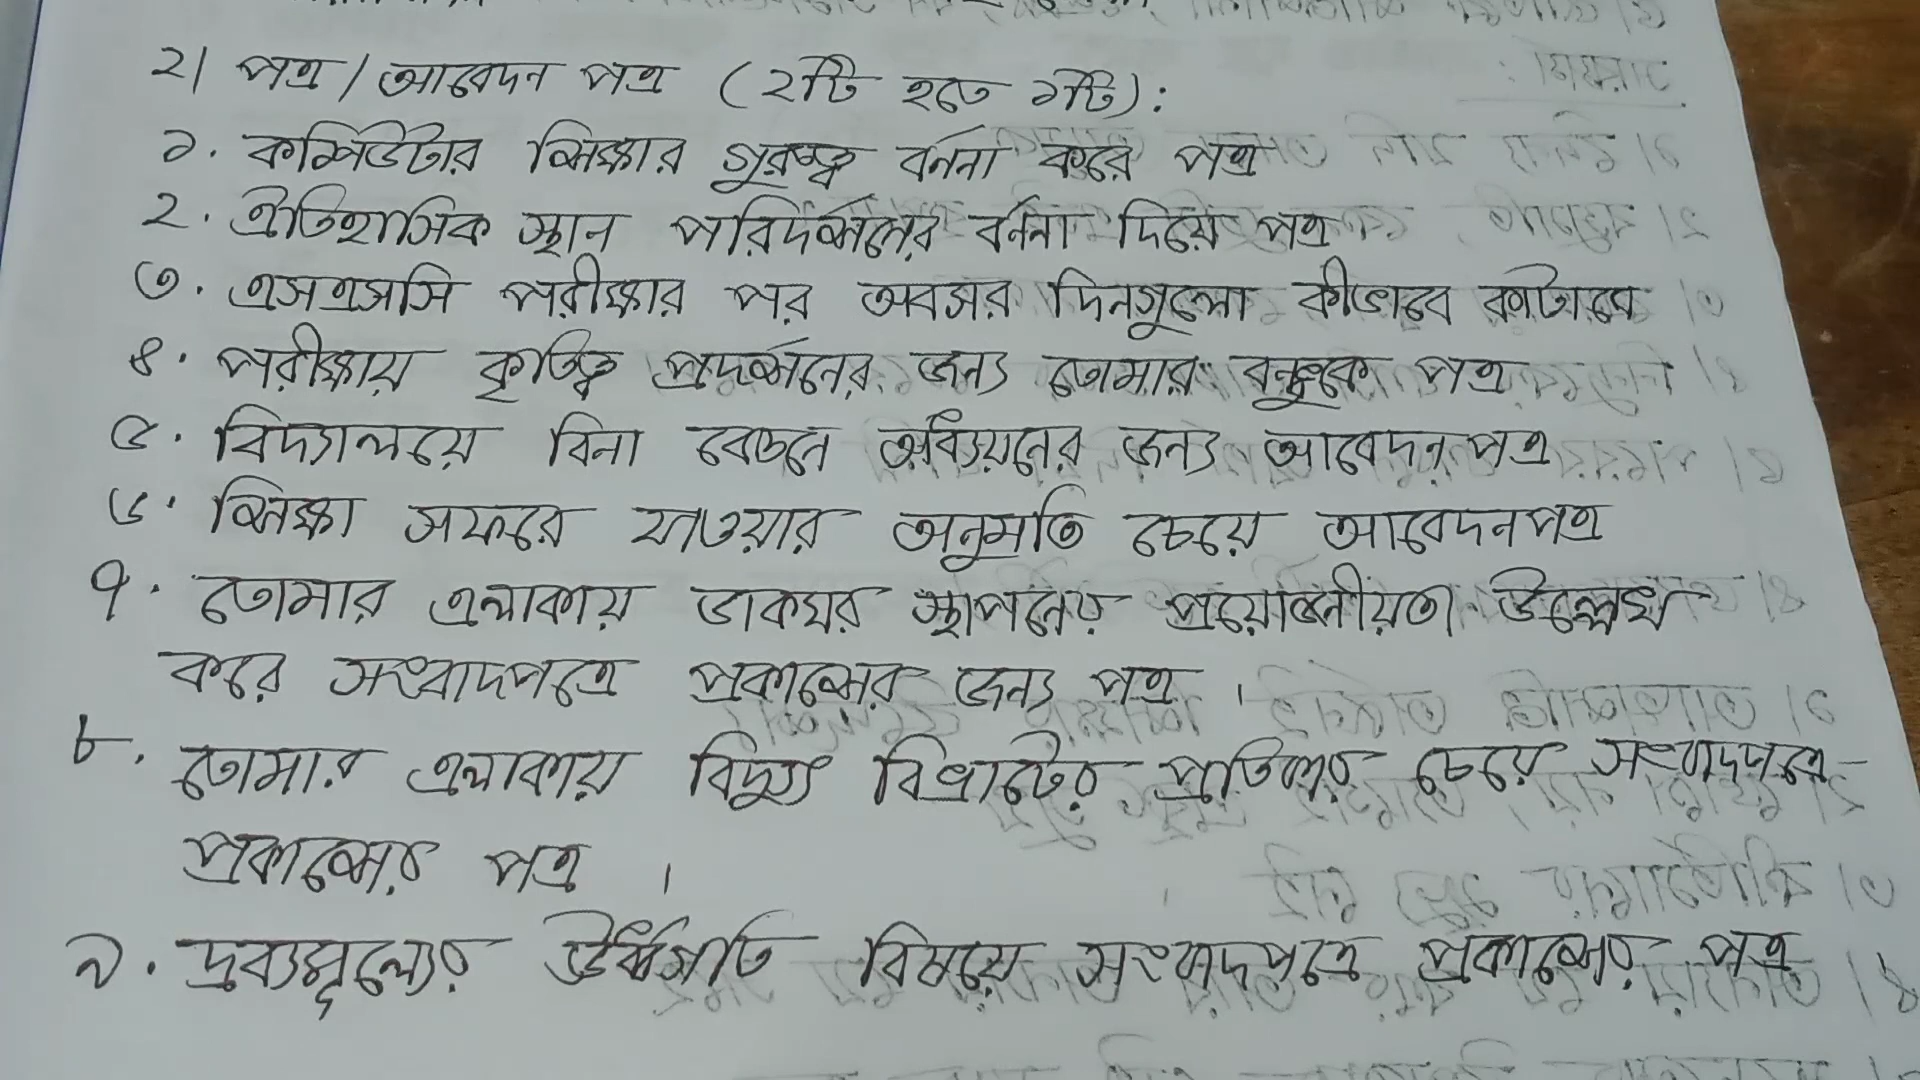 ২। পত্র/আবেদন পত্র (২টি হতে ১টি):
১. কম্পিউটার শিক্ষার গুরুত্ব বর্ননা করে পত্র
২. ঐতিহাসিক স্থান পরিদর্শনের বর্ননা দিয়ে পত্র
৩. এসএসসি পরীক্ষার পর অবসর দিনগুলো কীভাবে কাটাবে
৪. পরীক্ষায় কৃতিত্ব প্রদর্শনের জন্য তোমার বন্ধুকে পত্র
৫. বিদ্যালয়ে বিনা বেতনে অধ্যয়নের জন্য আবেদন পত্র
৬. শিক্ষা সফরে যাওয়ার অনুমতি চেয়ে আবেদনপত্র
৭. তোমার এলাকায় ডাকঘর স্থাপনের প্রয়োজনীয়তা উল্লেখ
করে সংবাদপত্রে প্রকাশের জন্য পত্র।
৮. তোমার এলাকায় বিদ্যুৎ বিভ্রাটের প্রতিকার চেয়ে সংবাদপত্রে
প্রকাশের পত্র।
৯. দ্রব্যমূল্যের ঊর্ধ্বগতি বিষয়ে সংবাদপত্রে প্রকাশের পত্র